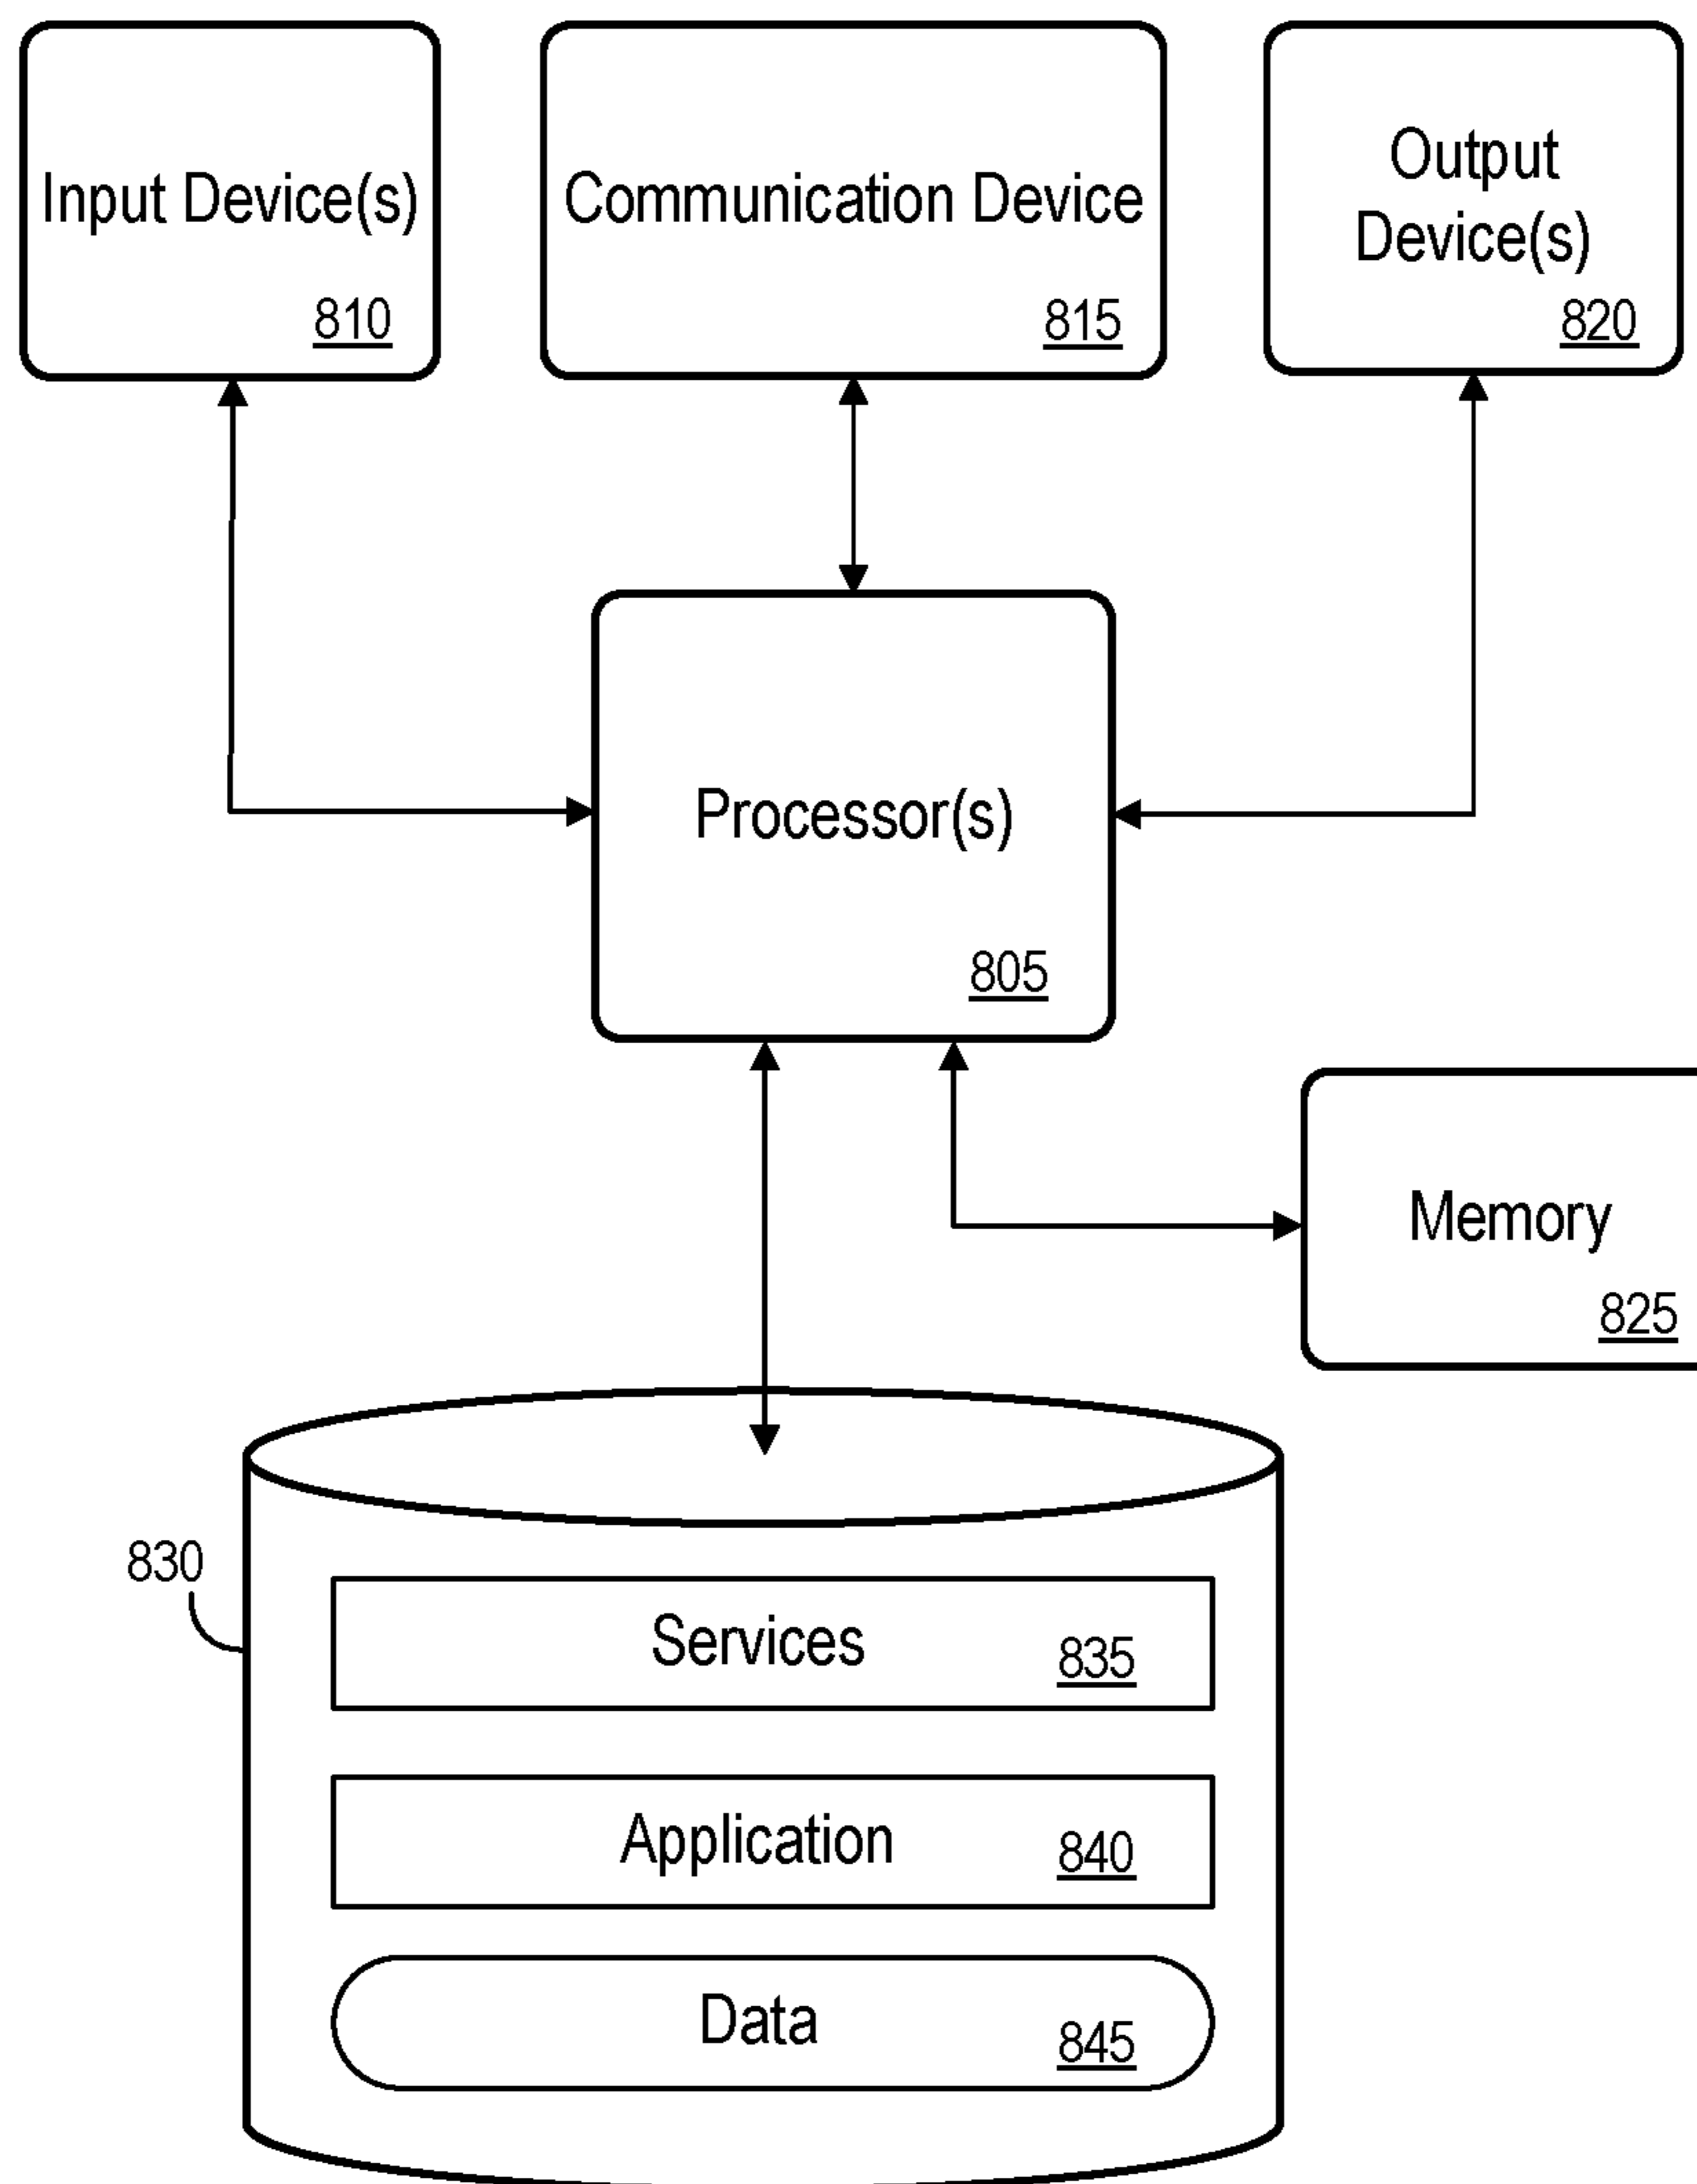 Input Device(s)
810
Communication Device
815
Output
Device(s)
820
Processor(s)
805
Memory
825
830
Services
835
Application
840
Data
845